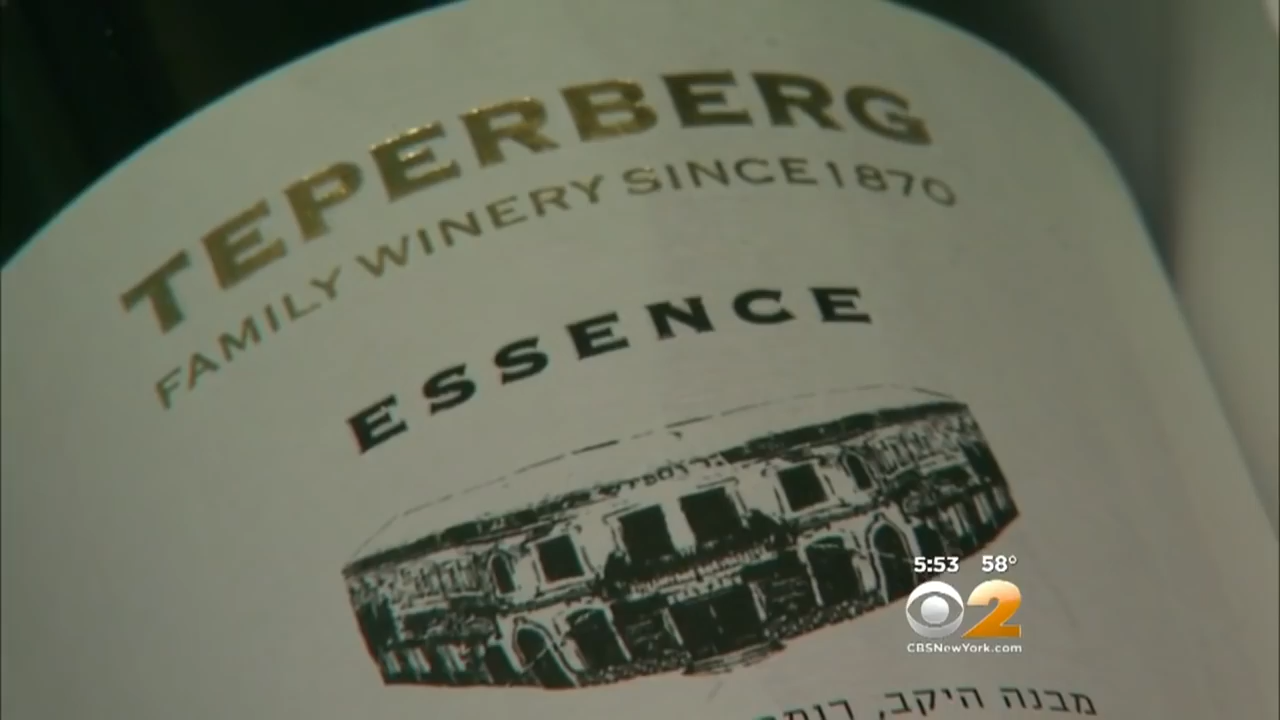 TEPERBERG
FAMILY WINERY SINCE 1870
ESSENCE
5:53 58°
2
CBSNewYork.com
מבנה היקב,